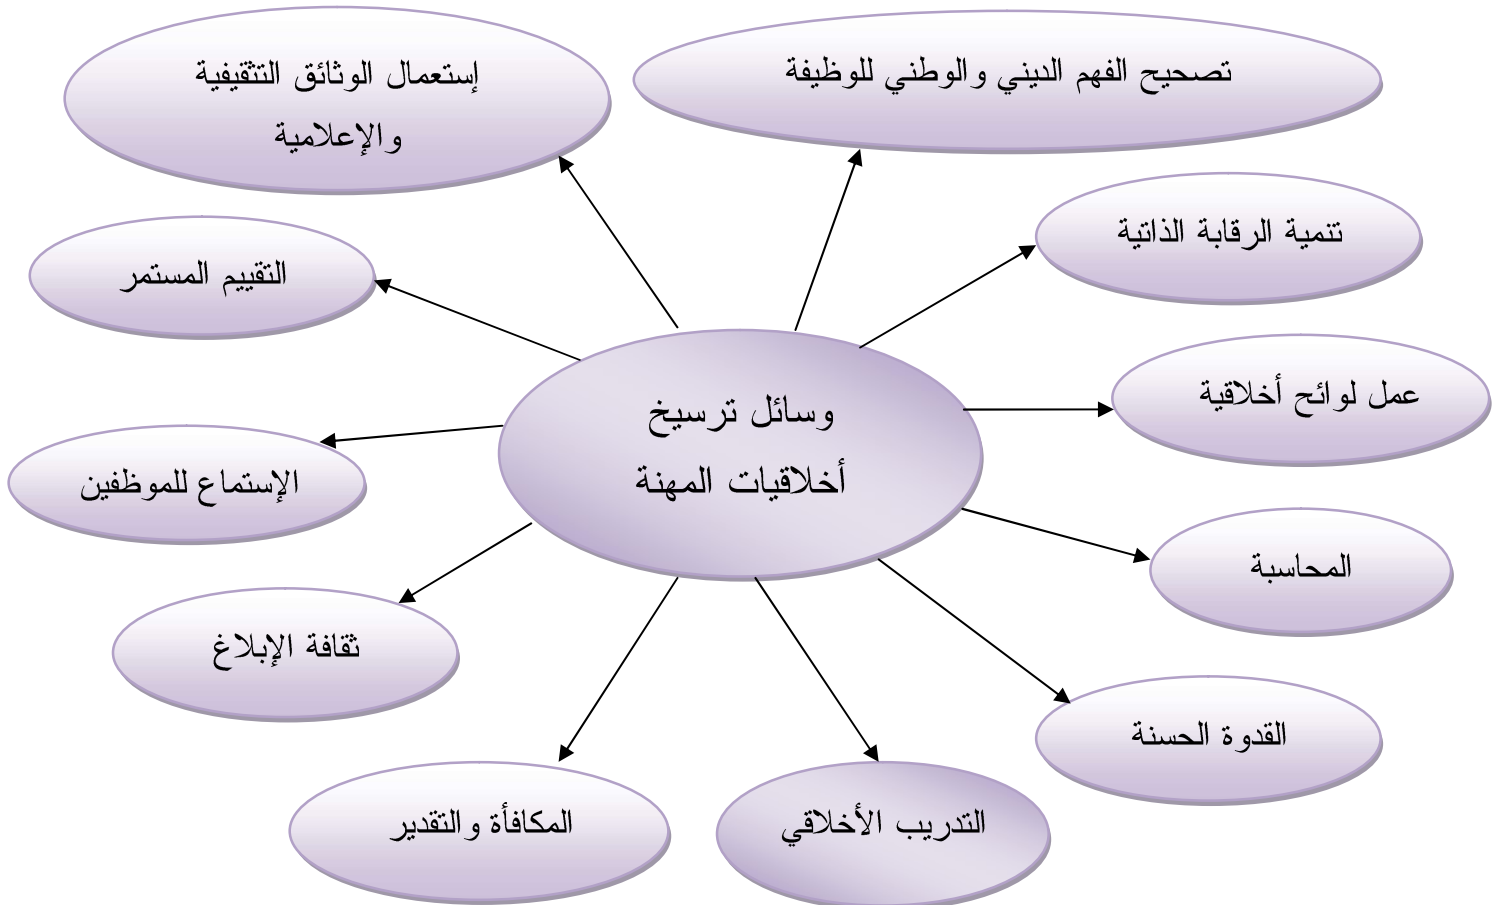 تصحيح الفهم الديني والوطني للوظيفة
إستعمال الوثائق التثقيفية
والإعلامية
تنمية الرقابة الذاتية
التقييم المستمر
عمل لوائح أخلاقية
وسائل ترسيخ
أخلاقيات المهنة
الإستماع للموظفين
المحاسبة
ثقافة الإبلاغ
القدوة الحسنة
التدريب الأخلاقي
المكافأة والتقدير